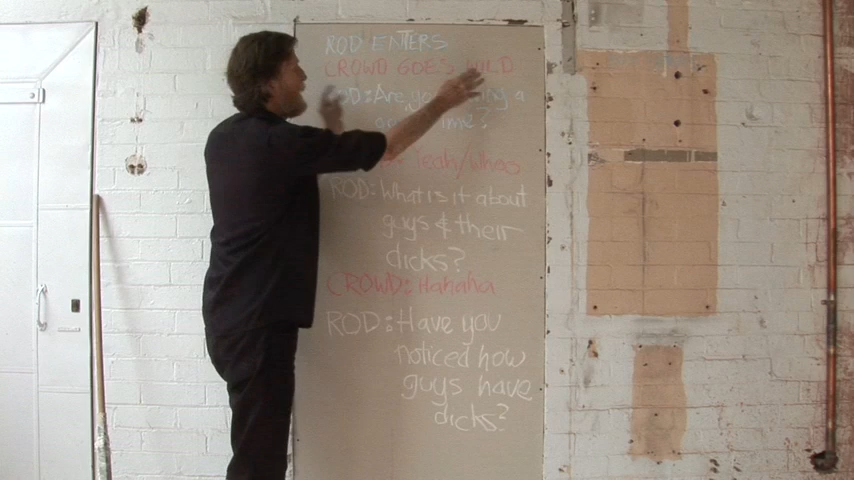 ROD ENTERS
CROWD GOES WILD
ROD: Are you a
time?
Yeah/Whoos
ROD: What is it about
guys & their
dicks?
CROWD: Hahaha
ROD: Have you
noticed how
guys have
dicks?